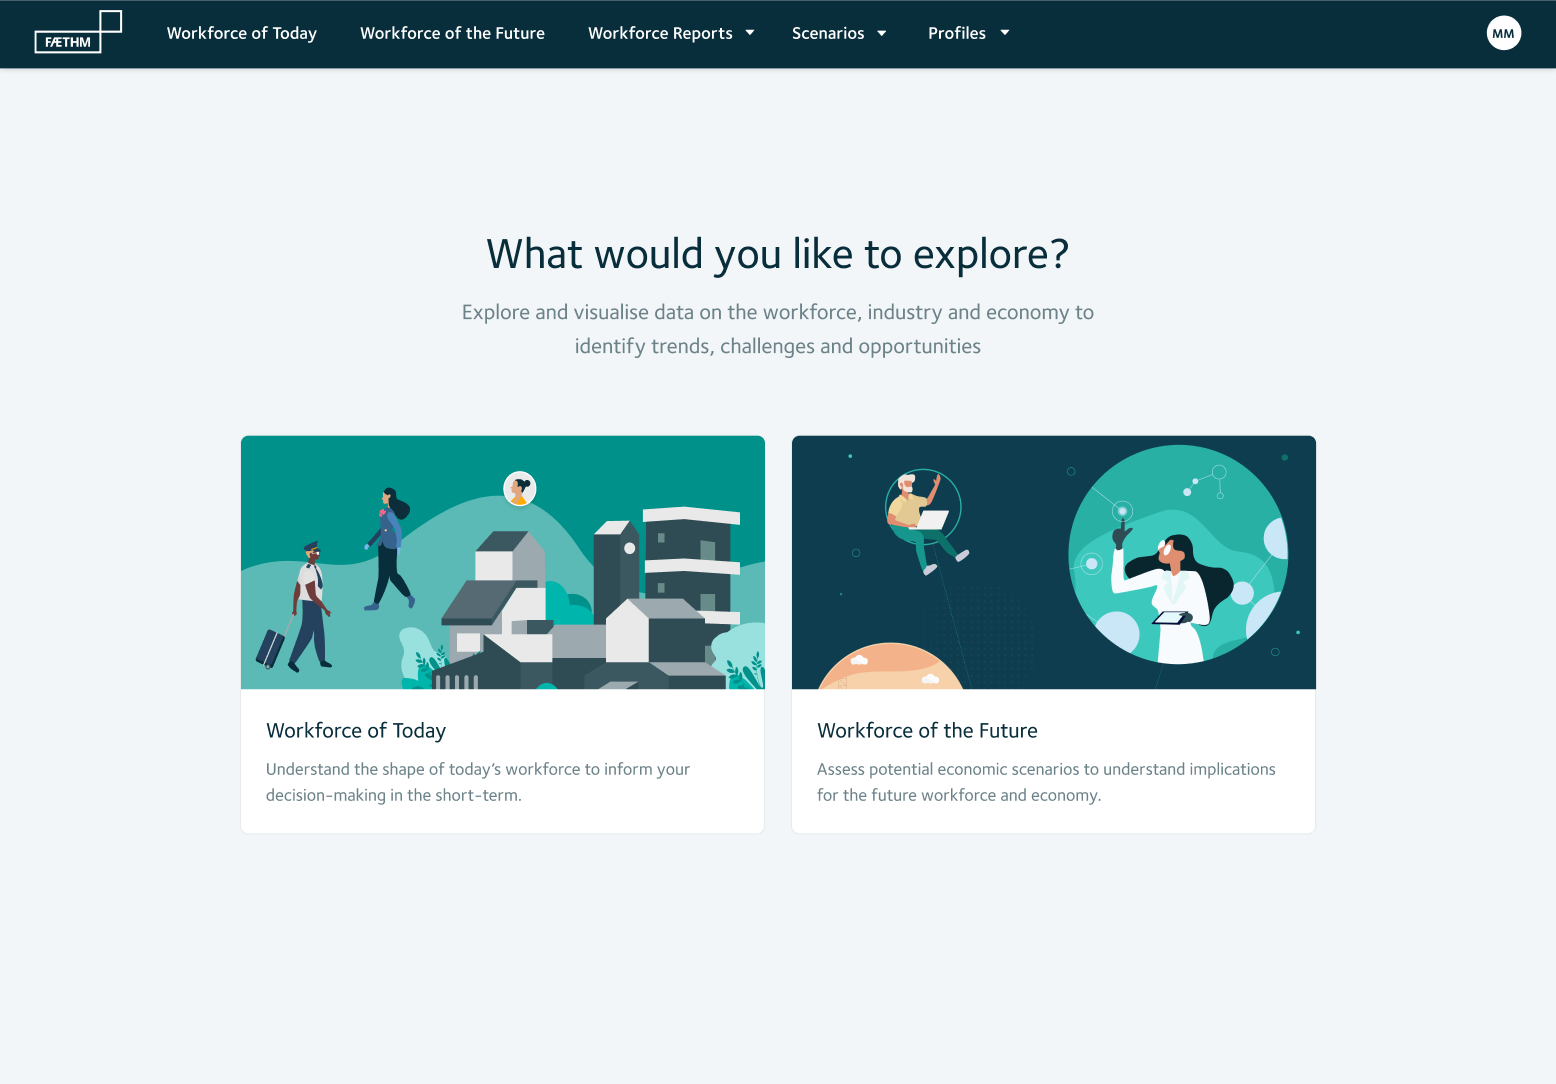 FÆTHM
Workforce of Today
Workforce of the Future
Workforce Reports
Scenarios
Profiles
MM
What would you like to explore?
Explore and visualise data on the workforce, industry and economy to
identify trends, challenges and opportunities
Workforce of Today
Understand the shape of today's workforce to inform your
decision-making in the short-term.
Workforce of the Future
Assess potential economic scenarios to understand implications
for the future workforce and economy.